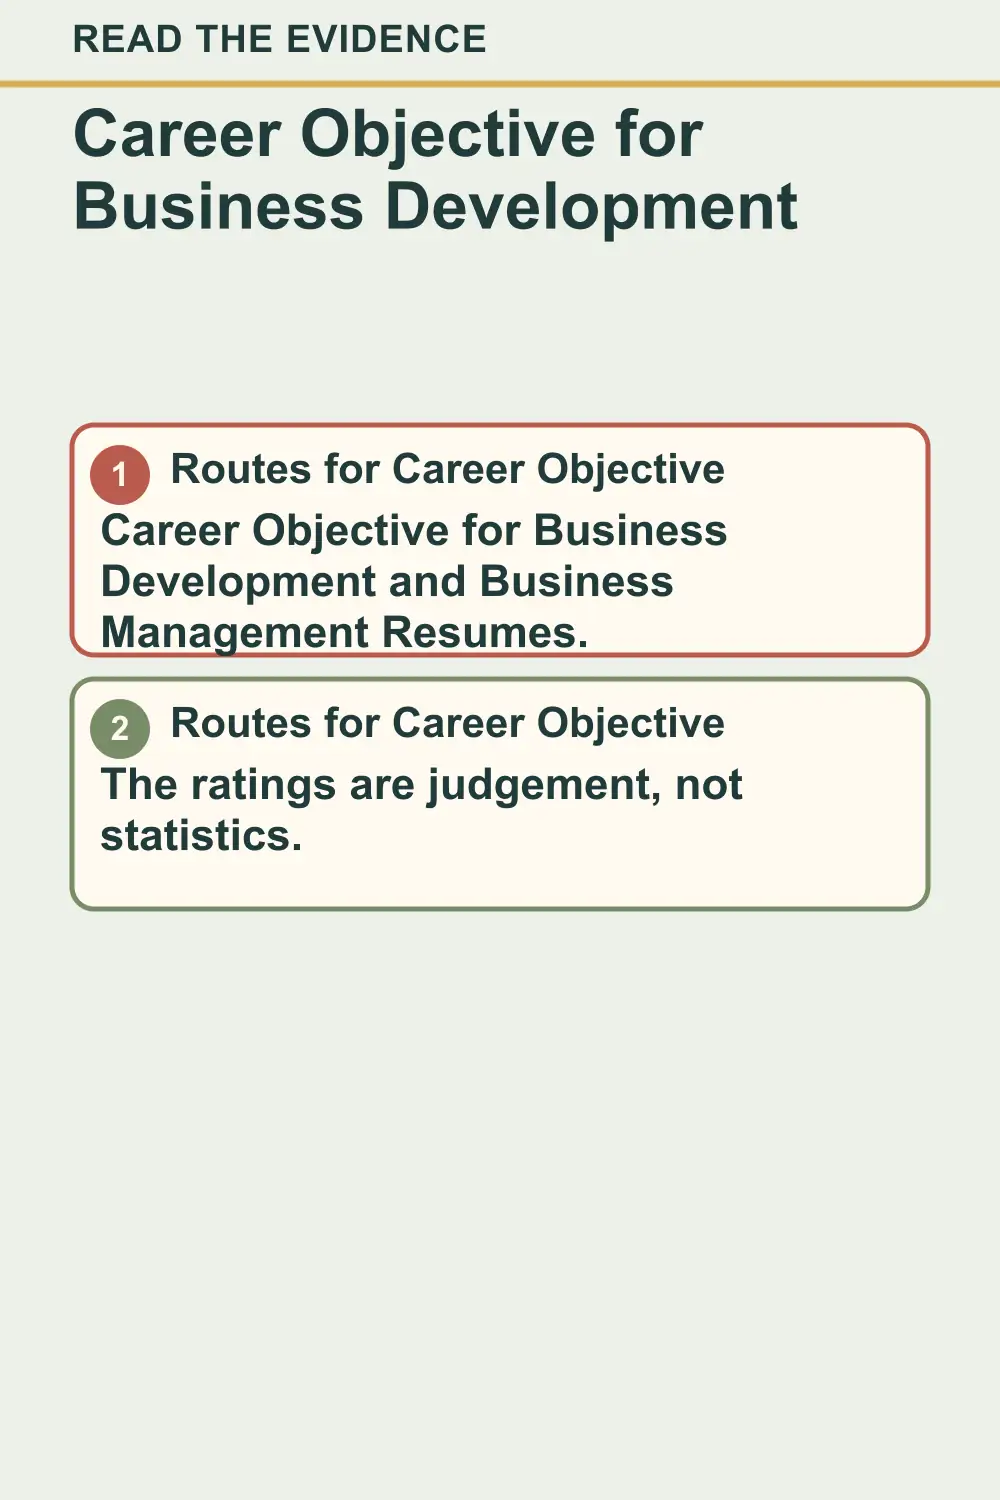 READ THE EVIDENCE
Career Objective for
Business Development
1 Routes for Career Objective
Career Objective for Business
Development and Business
Management Resumes.
2 Routes for Career Objective
The ratings are judgement, not
statistics.